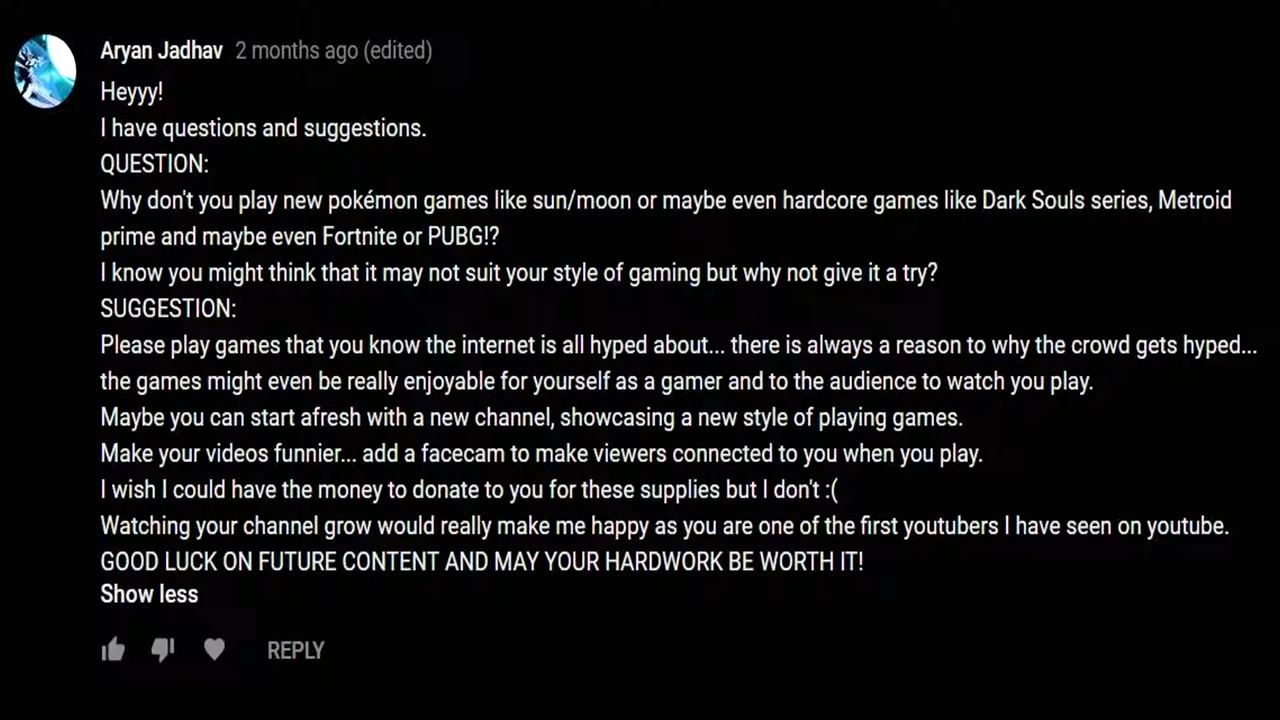 Aryan Jadhav 2 months ago (edited)
Heyyy!
I have questions and suggestions.
QUESTION:
Why don't you play new pokémon games like sun/moon or maybe even hardcore games like Dark Souls series, Metroid
prime and maybe even Fortnite or PUBG!?
I know you might think that it may not suit your style of gaming but why not give it a try?
SUGGESTION:
Please play games that you know the internet is all hyped about... there is always a reason to why the crowd gets hyped...
the games might even be really enjoyable for yourself as a gamer and to the audience to watch you play.
Maybe you can start afresh with a new channel, showcasing a new style of playing games.
Make your videos funnier... add a facecam to make viewers connected to you when you play.
I wish I could have the money to donate to you for these supplies but I don't :(
Watching your channel grow would really make me happy as you are one of the first youtubers I have seen on youtube.
GOOD LUCK ON FUTURE CONTENT AND MAY YOUR HARDWORK BE WORTH IT!
Show less
REPLY